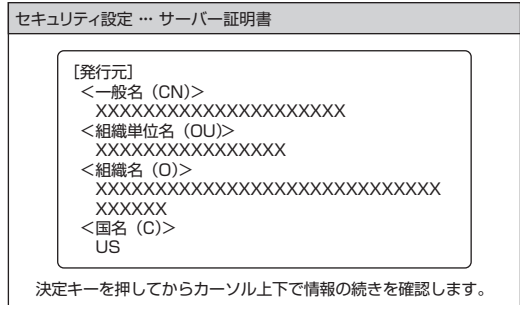 セキュリティ設定 … サーバー証明書
[発行元]
＜一般名（CN）＞
XXXXXXXXXXXXXXXXXXXXX
＜組織単位名（OU）＞
XXXXXXXXXXXXXXXX
＜組織名（O）＞
XXXXXXXXXXXXXXXXXXXXXXXXXXXXX
XXXXXX
＜国名（C）＞
US
決定キーを押してからカーソル上下で情報の続きを確認します。